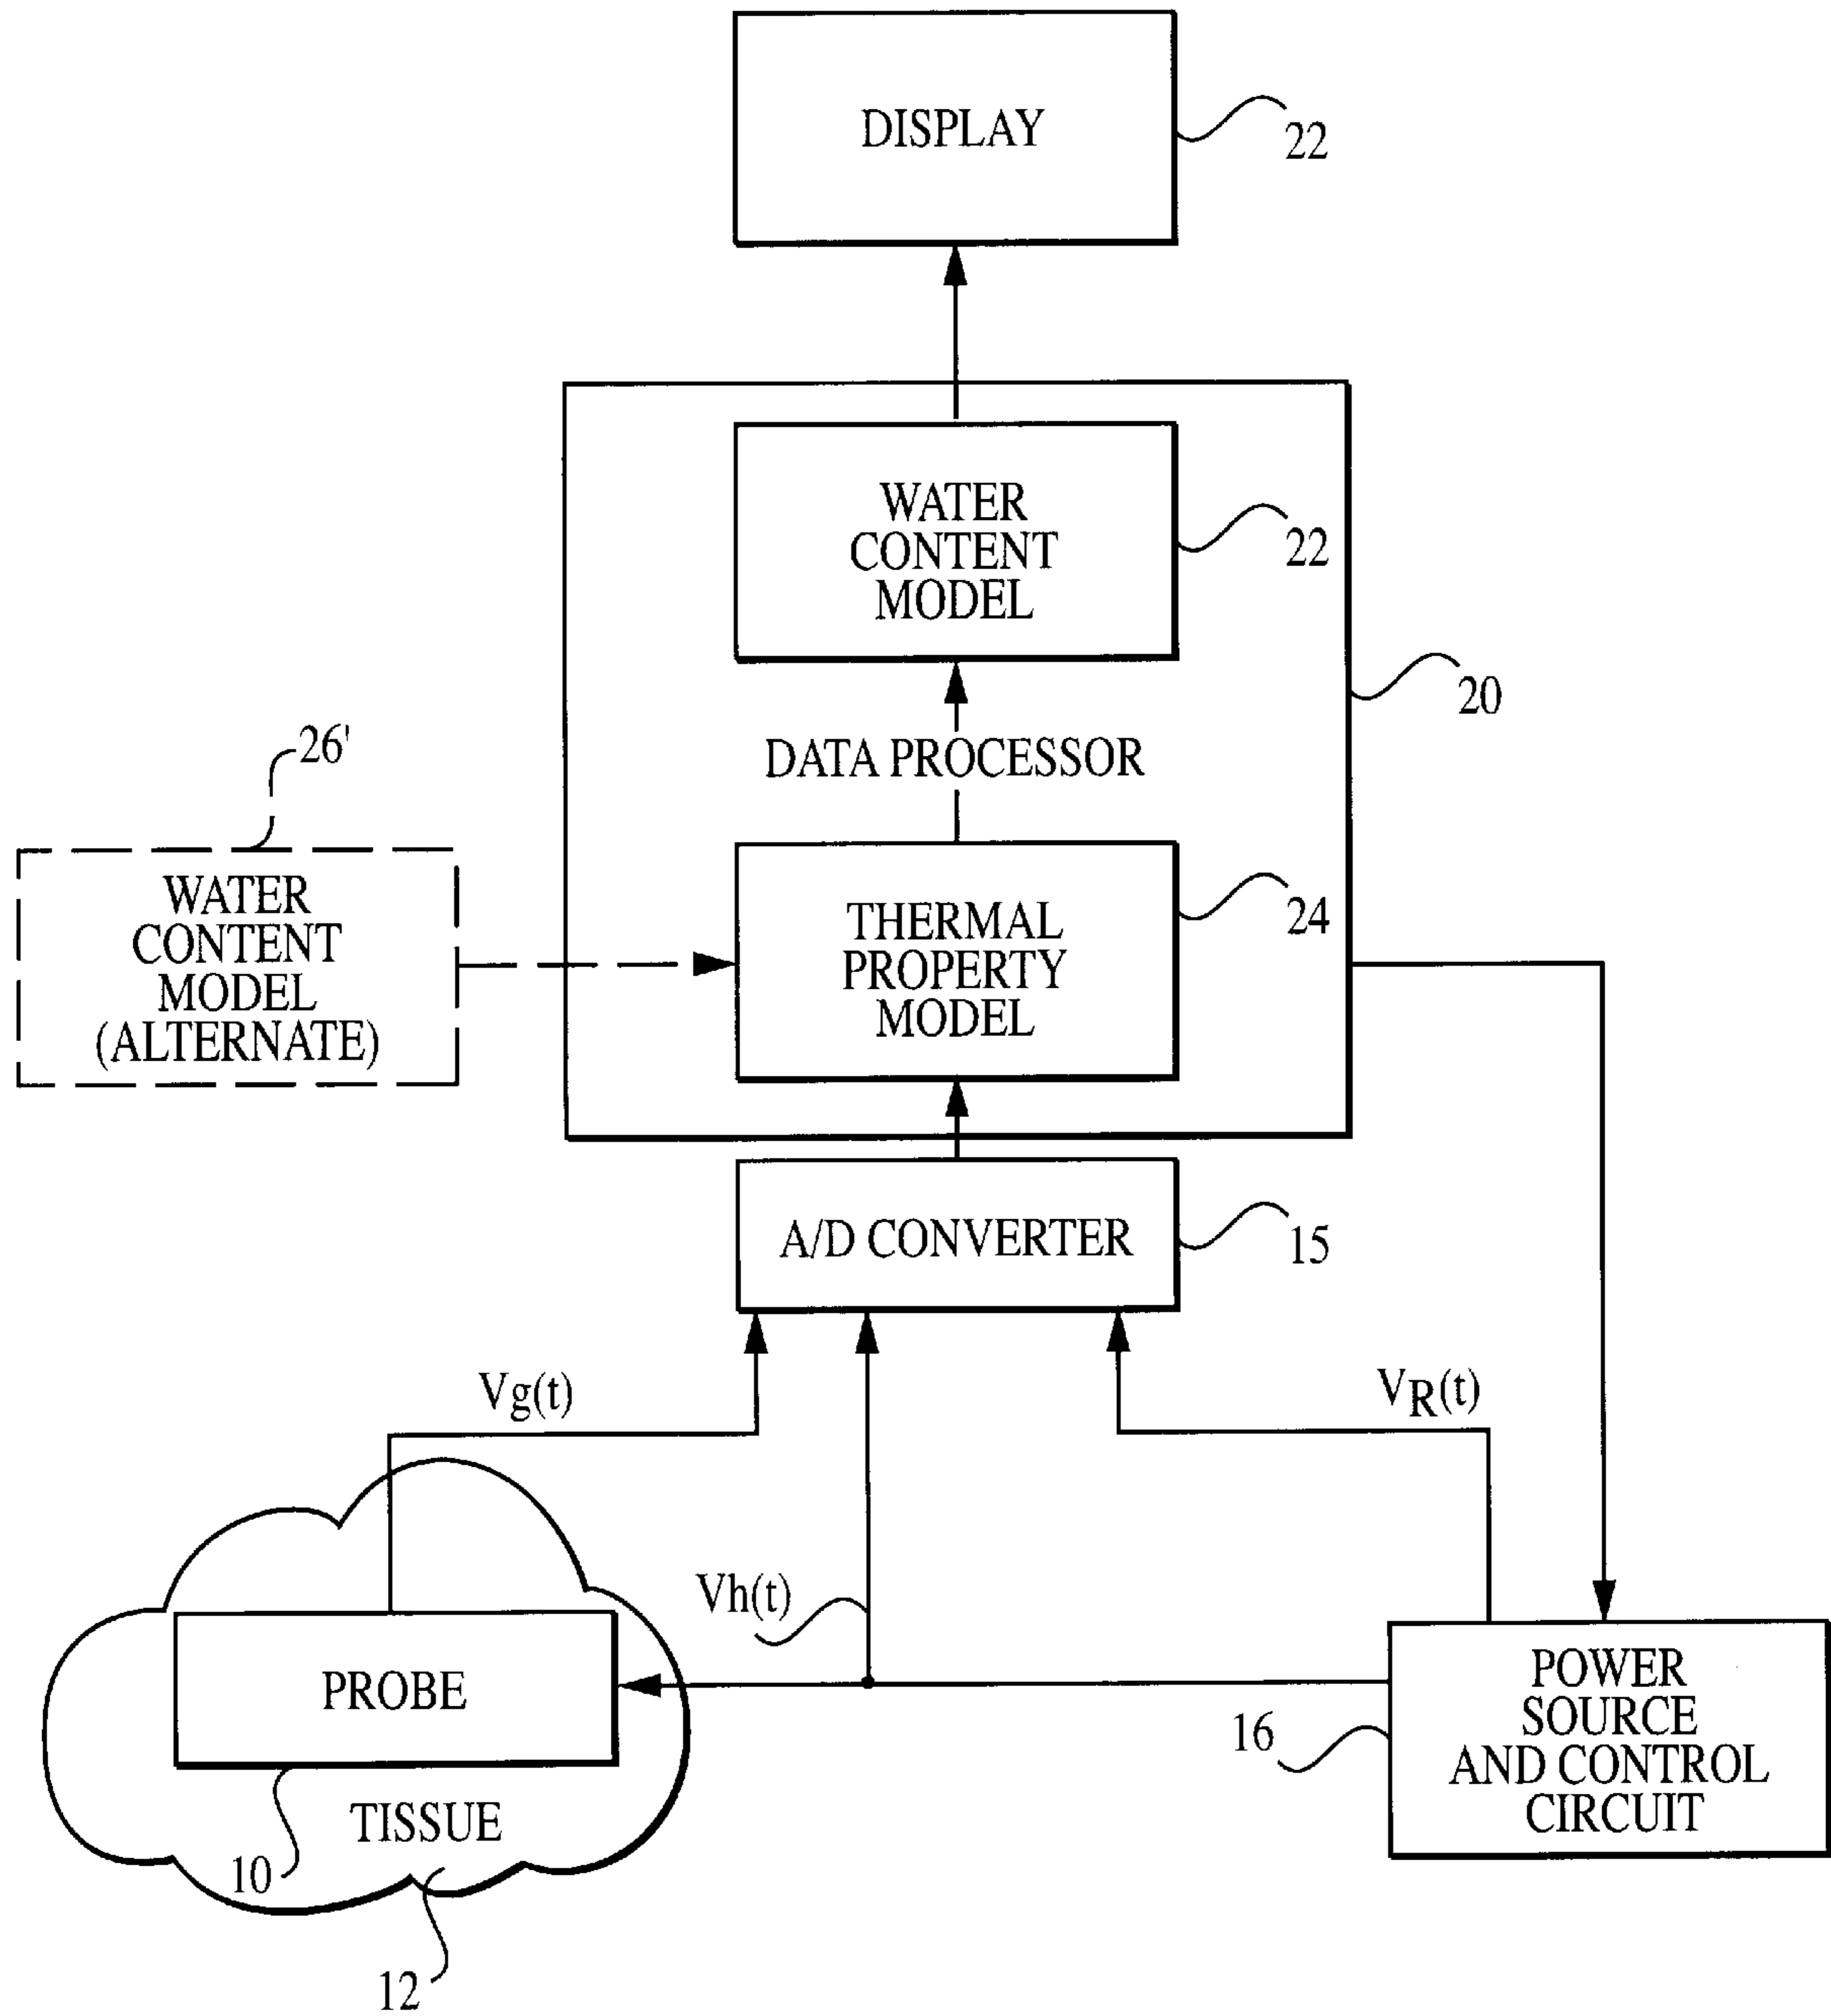 DISPLAY
22
WATER
CONTENT
MODEL
22
20
DATA PROCESSOR
26'
WATER
CONTENT
MODEL
(ALTERNATE)
THERMAL
PROPERTY
MODEL
24
A/D CONVERTER
15
Vg(t)
VR(t)
Vh(t)
PROBE
POWER
SOURCE
AND CONTROL
CIRCUIT
16
TISSUE
10
12